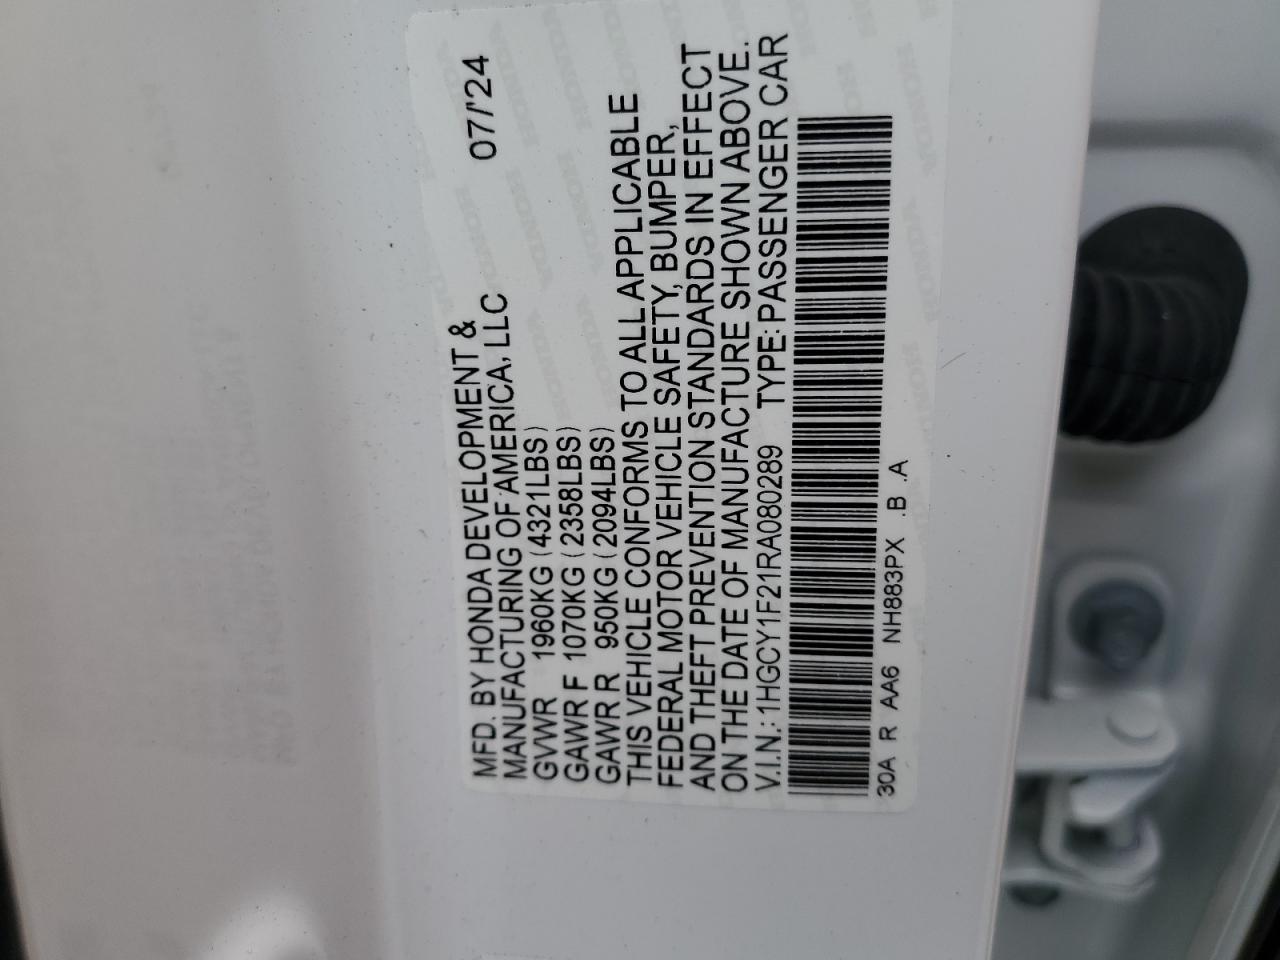 MFD. BY HONDA DEVELOPMENT &
MANUFACTURING OF AMERICA, LLC 07/'24
GVWR 1960KG (4321LBS)
GAWR F 1070KG (2358LBS)
GAWR R 950KG (2094LBS)
THIS VEHICLE CONFORMS TO ALL APPLICABLE
FEDERAL MOTOR VEHICLE SAFETY, BUMPER,
AND THEFT PREVENTION STANDARDS IN EFFECT
ON THE DATE OF MANUFACTURE SHOWN ABOVE.
V.I.N.: 1HGCY1F21RA080289 TYPE: PASSENGER CAR
30A R AA6 NH883PX .B .A